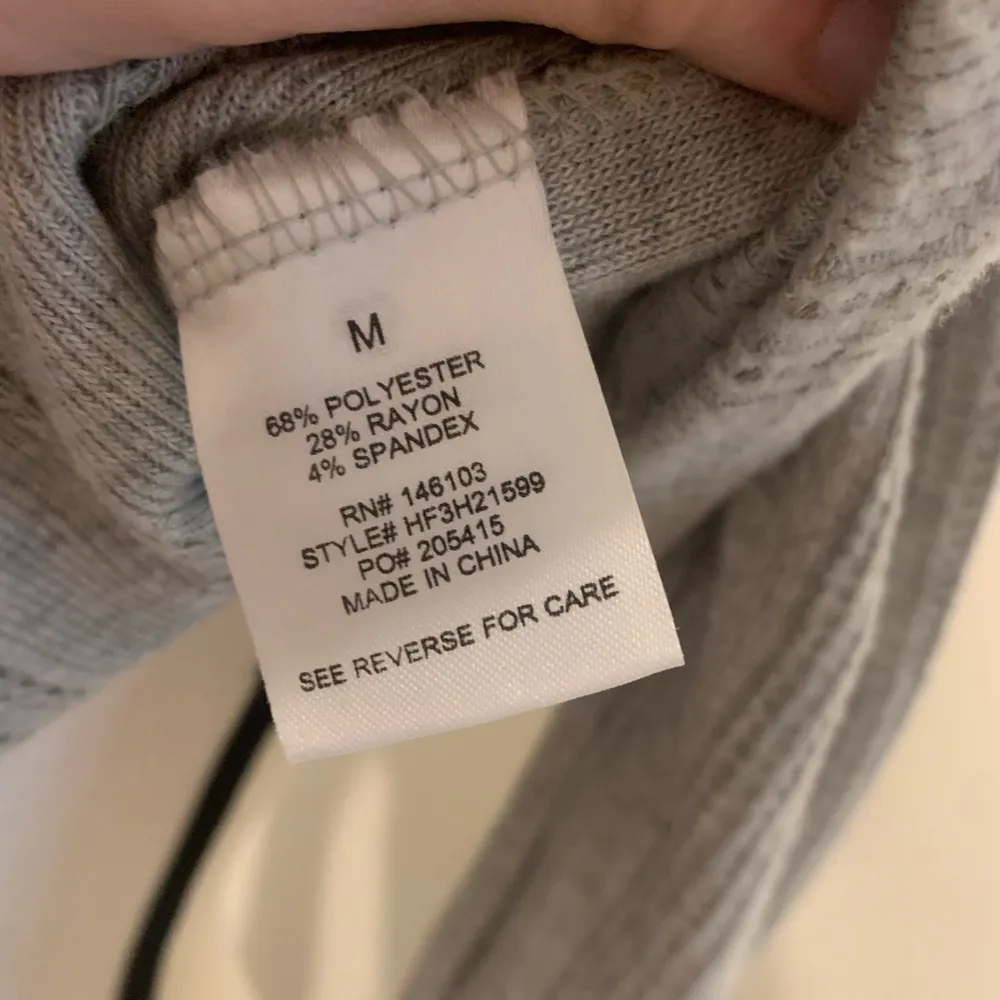 M
68% POLYESTER
28% RAYON
4% SPANDEX
RN# 146103
STYLE# HF3H21599
PO# 205415
MADE IN CHINA
SEE REVERSE FOR CARE